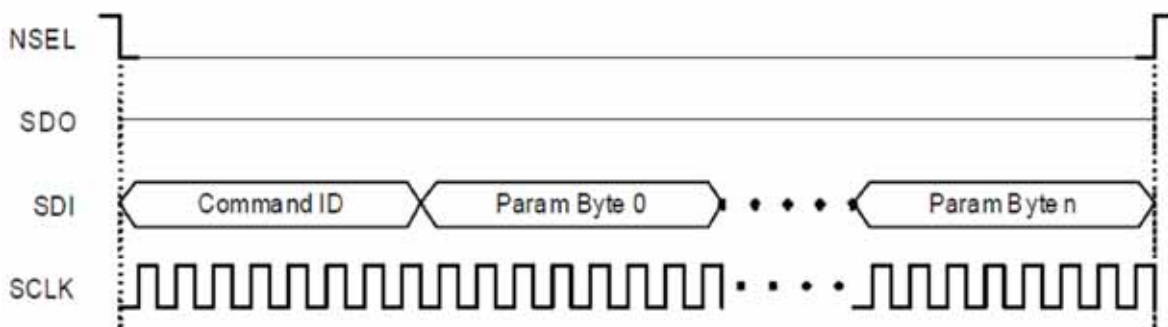 NSEL
SDO
SDI Command ID Param Byte 0 Param Byte n
SCLK